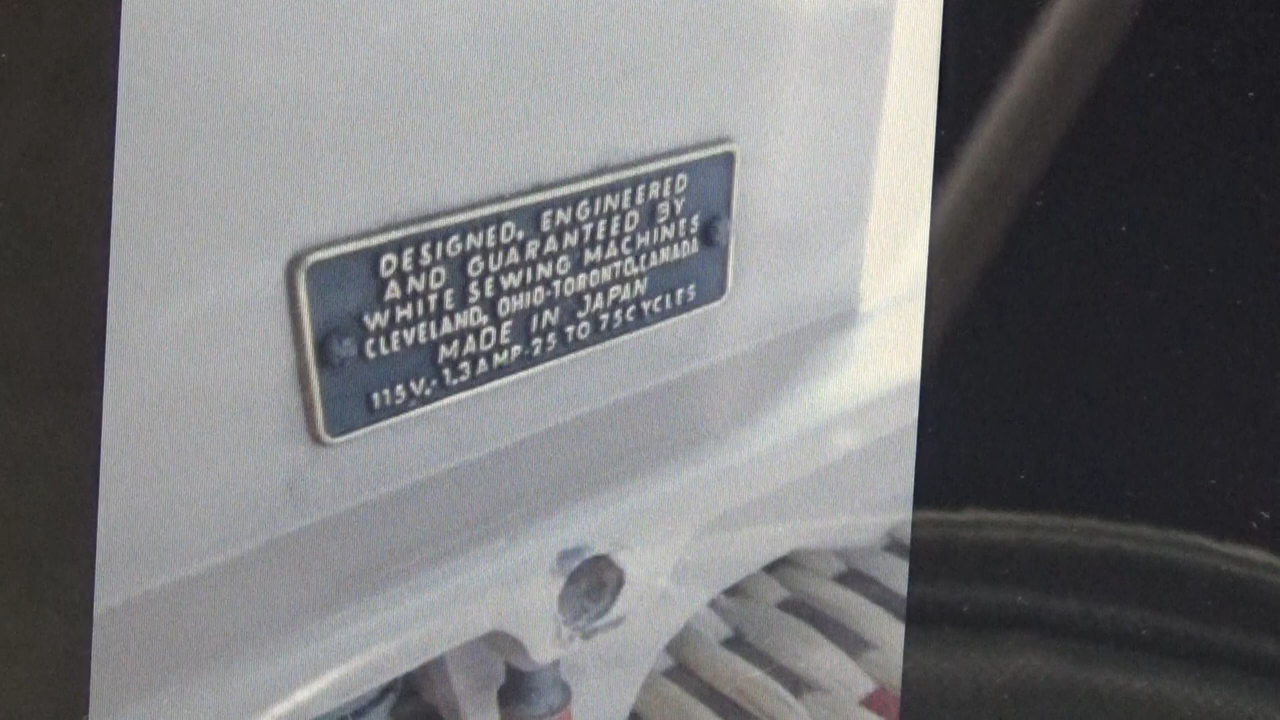 DESIGNED, ENGINEERED
AND GUARANTEED BY
WHITE SEWING MACHINES
CLEVELAND, OHIO-TORONTO,CANADA
MADE IN JAPAN
115V.-1.3AMP-25 TO 75CYCLES